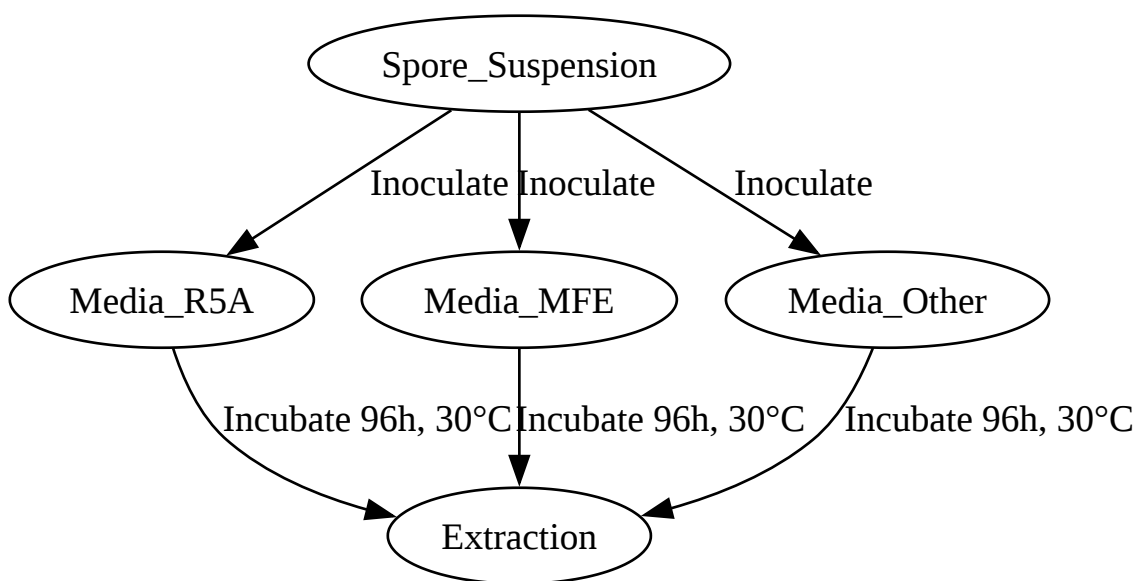 Spore_Suspension
Inoculate Inoculate Inoculate
Media_R5A Media_MFE Media_Other
Incubate 96h, 30°C Incubate 96h, 30°C Incubate 96h, 30°C
Extraction